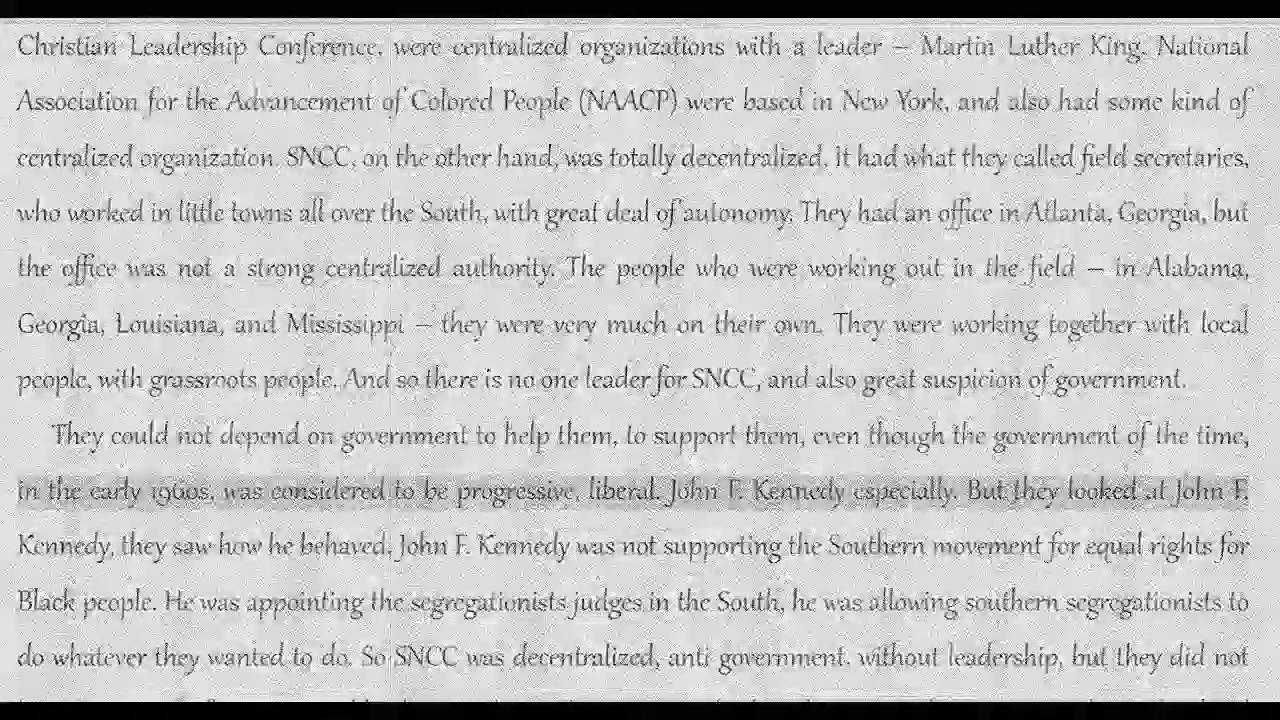 Christian Leadership Conference, were centralized organizations with a leader – Martin Luther King, National
Association for the Advancement of Colored People (NAACP) were based in New York, and also had some kind of
centralized organization. SNCC, on the other hand, was totally decentralized. It had what they called field secretaries,
who worked in little towns all over the South, with great deal of autonomy. They had an office in Atlanta, Georgia, but
the office was not a strong centralized authority. The people who were working out in the field – in Alabama,
Georgia, Louisiana, and Mississippi – they were very much on their own. They were working together with local
people, with grassroots people. And so there is no one leader for SNCC, and also great suspicion of government.
They could not depend on government to help them, to support them, even though the government of the time,
in the early 1960s, was considered to be progressive, liberal. John F. Kennedy especially. But they looked at John F.
Kennedy, they saw how he behaved. John F. Kennedy was not supporting the Southern movement for equal rights for
Black people. He was appointing the segregationists judges in the South, he was allowing southern segregationists to
do whatever they wanted to do. So SNCC was decentralized, anti government, without leadership, but they did not